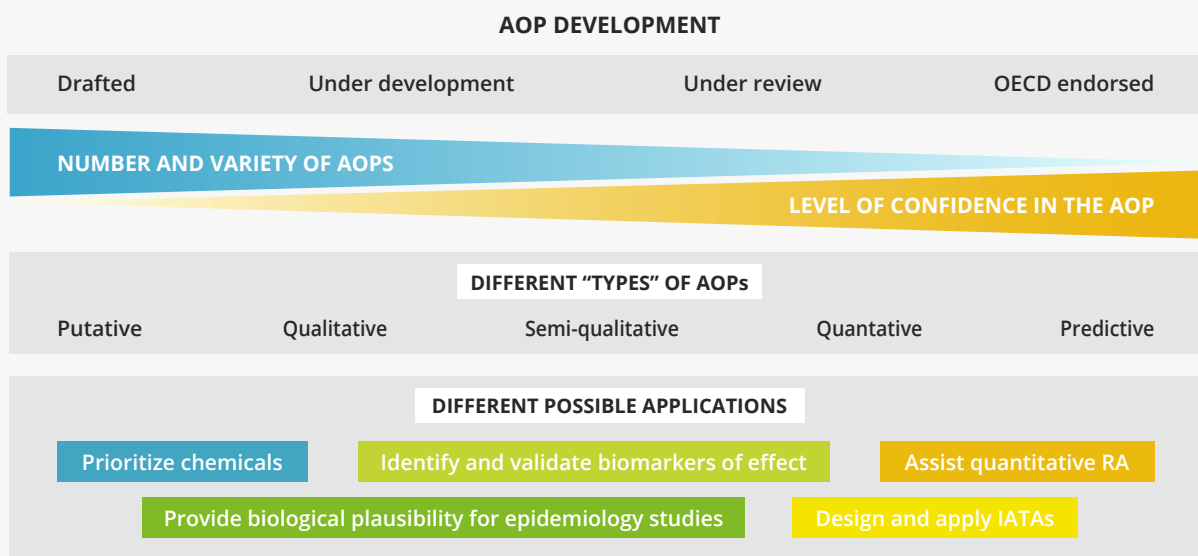 AOP DEVELOPMENT
Drafted Under development Under review OECD endorsed
NUMBER AND VARIETY OF AOPS
LEVEL OF CONFIDENCE IN THE AOP
DIFFERENT “TYPES” OF AOPs
Putative Qualitative Semi-qualitative Quantative Predictive
DIFFERENT POSSIBLE APPLICATIONS
Prioritize chemicals Identify and validate biomarkers of effect Assist quantitative RA
Provide biological plausibility for epidemiology studies Design and apply IATAs